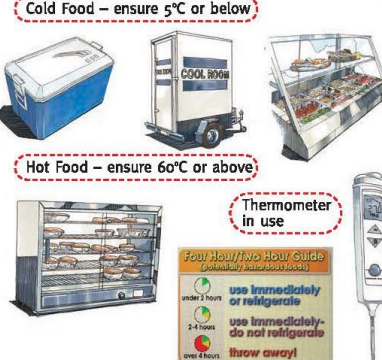 Cold Food – ensure 5°C or below
COOL ROOM
Hot Food – ensure 60°C or above
Thermometer
in use
Four Hour/Two Hour Guide
(potentially hazardous foods)
under 2 hours
use immediately
or refrigerate
2-4 hours
use immediately-
do not refrigerate
over 4 hours
throw away!